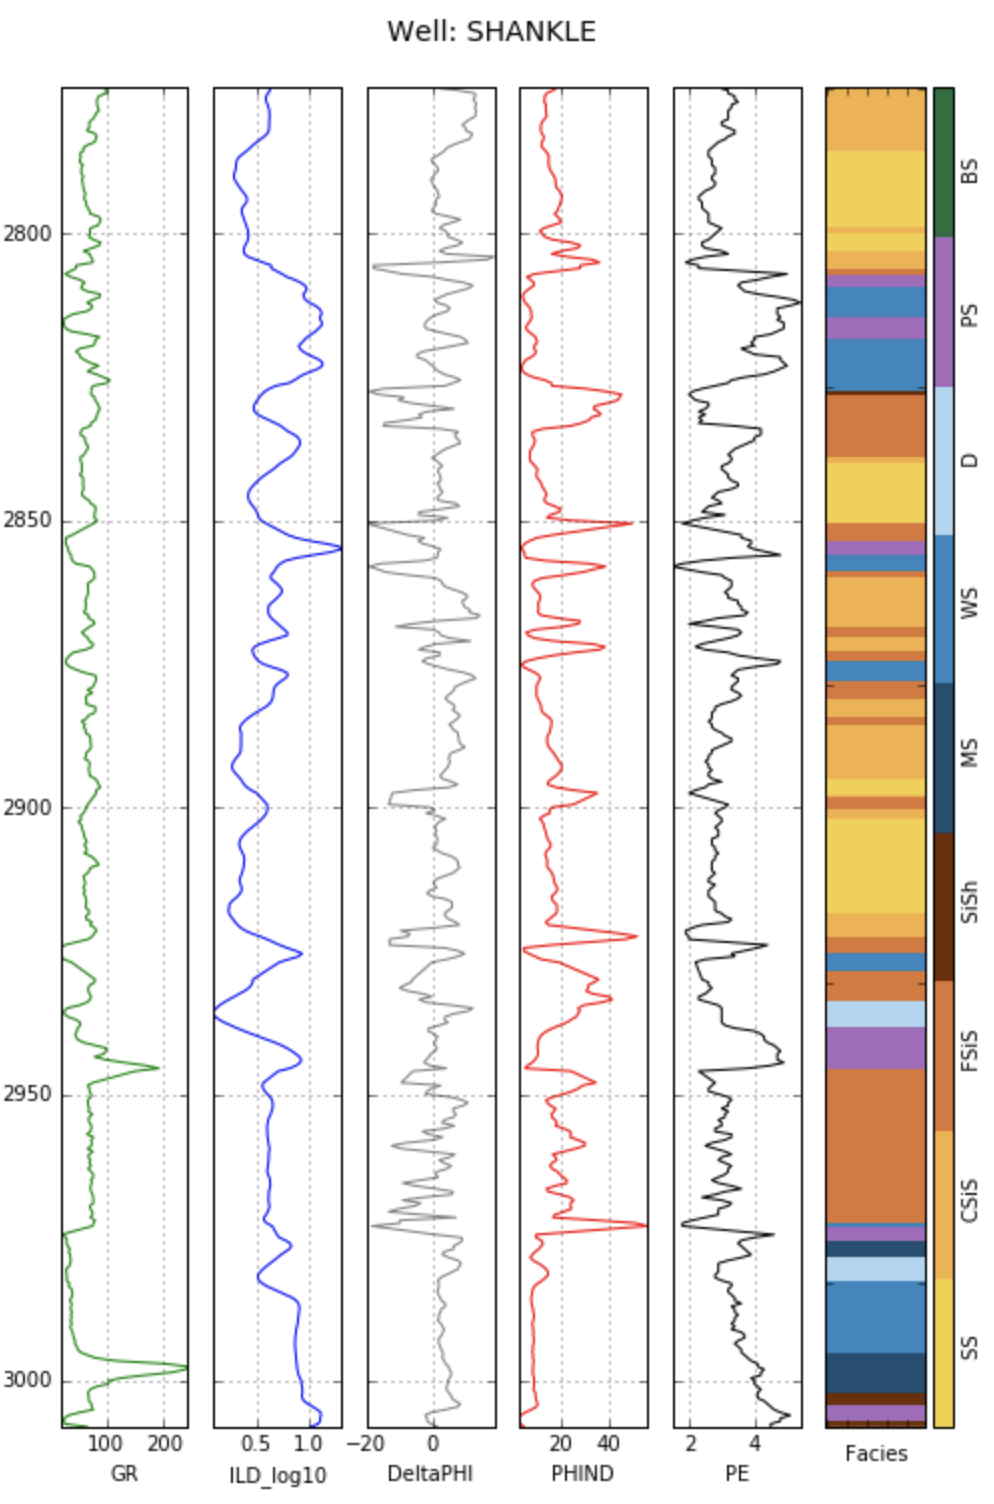 Well: SHANKLE
2800
2850
2900
2950
3000
100 200
0.5 1.0
−20 0
20 40
2 4
GR
ILD_log10
DeltaPHI
PHIND
PE
Facies
BS
PS
D
WS
MS
SiSh
FSiS
CSiS
SS